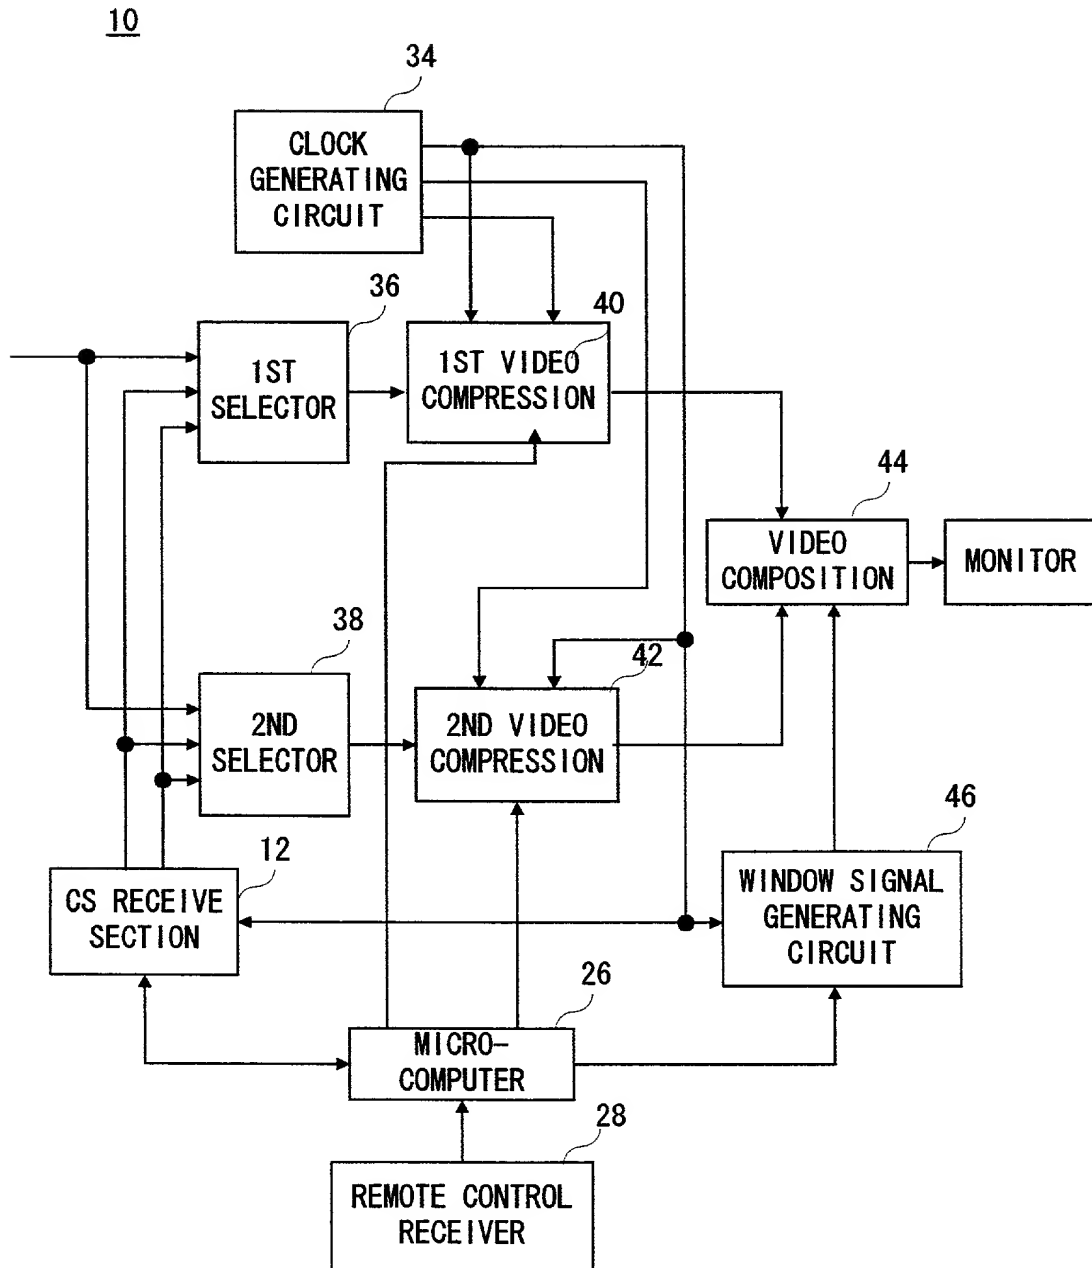 10
34
CLOCK
GENERATING
CIRCUIT
36
40
1ST
SELECTOR
1ST VIDEO
COMPRESSION
44
VIDEO
COMPOSITION
MONITOR
38
42
2ND
SELECTOR
2ND VIDEO
COMPRESSION
46
12
CS RECEIVE
SECTION
WINDOW SIGNAL
GENERATING
CIRCUIT
26
MICRO-
COMPUTER
28
REMOTE CONTROL
RECEIVER